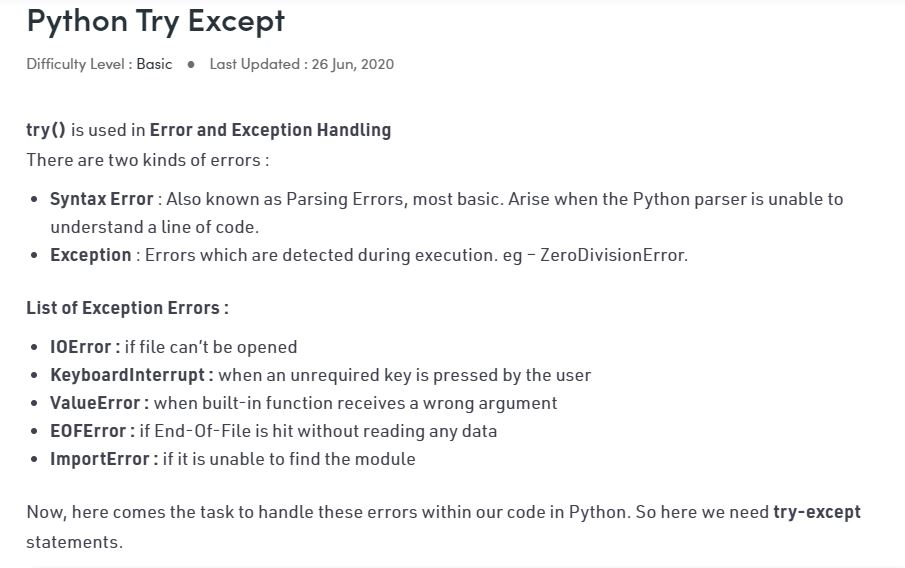 Python Try Except
Difficulty Level : Basic ● Last Updated : 26 Jun, 2020
try() is used in Error and Exception Handling
There are two kinds of errors :
• Syntax Error : Also known as Parsing Errors, most basic. Arise when the Python parser is unable to
understand a line of code.
• Exception : Errors which are detected during execution. eg – ZeroDivisionError.
List of Exception Errors :
• IOError : if file can’t be opened
• KeyboardInterrupt : when an unrequired key is pressed by the user
• ValueError : when built-in function receives a wrong argument
• EOFError : if End-Of-File is hit without reading any data
• ImportError : if it is unable to find the module
Now, here comes the task to handle these errors within our code in Python. So here we need try-except
statements.